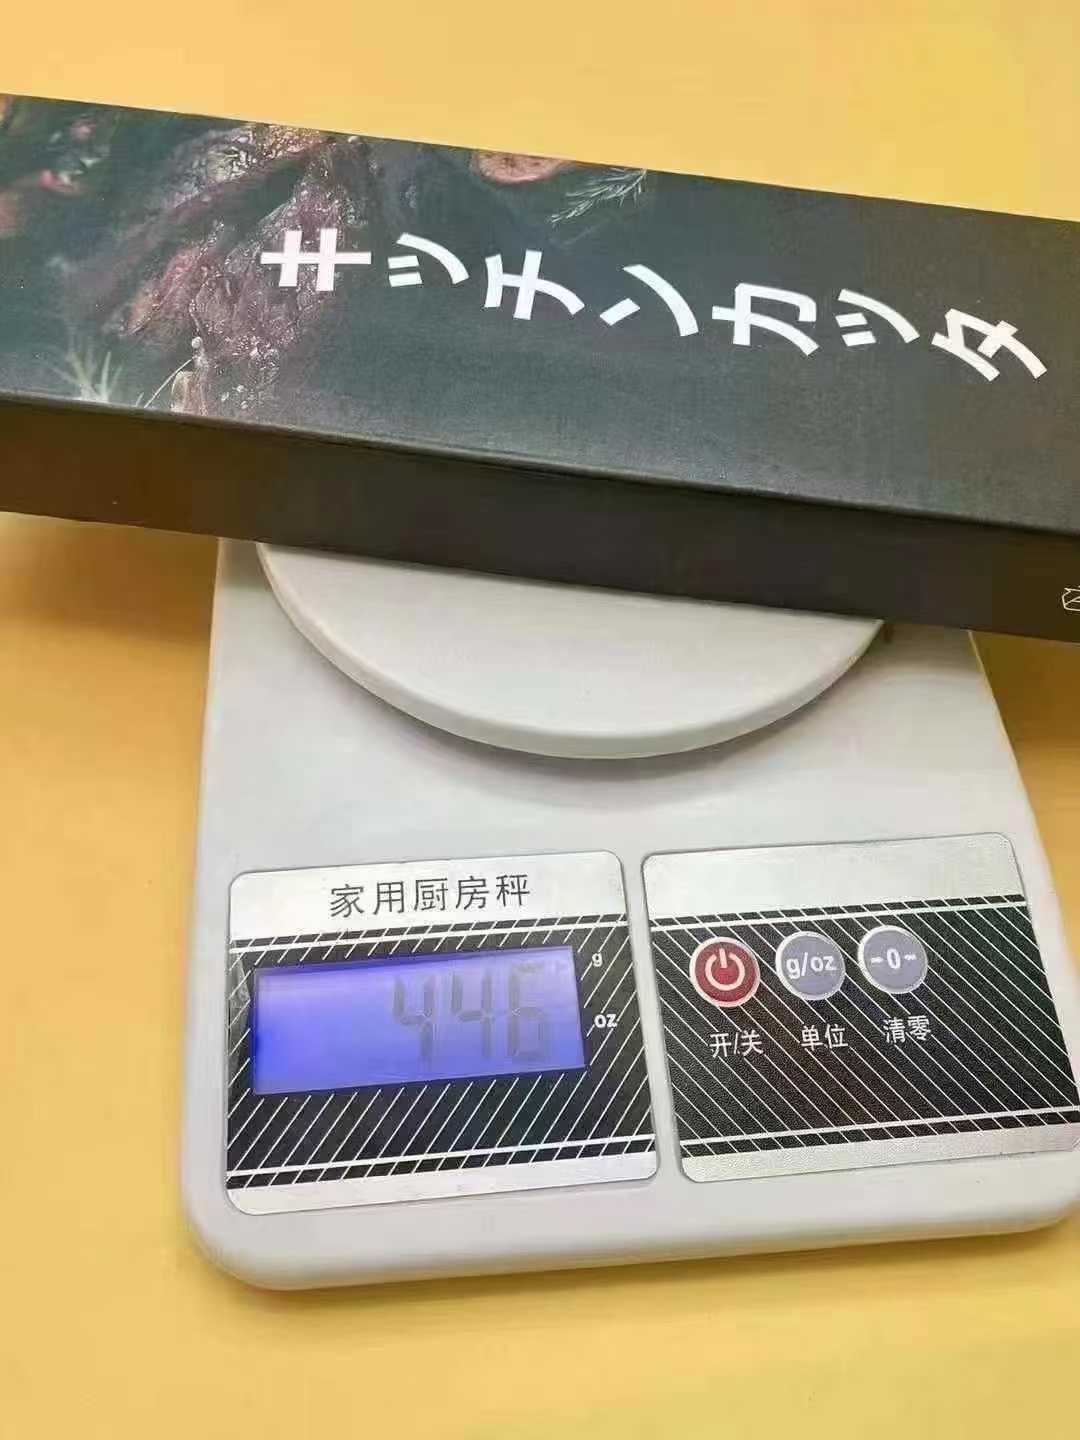 キッチンカッター
家用厨房秤
446
g
oz
g/oz
-0-
开/关
单位
清零